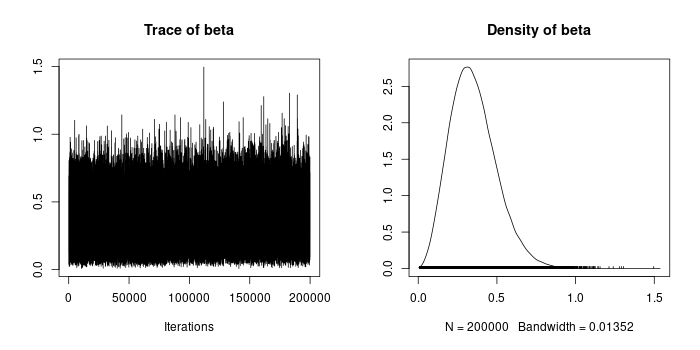 Trace of beta
1.5
1.0
0.5
0.0
0 50000 100000 150000 200000
Iterations
Density of beta
2.5
2.0
1.5
1.0
0.5
0.0
0.0 0.5 1.0 1.5
N = 200000 Bandwidth = 0.01352